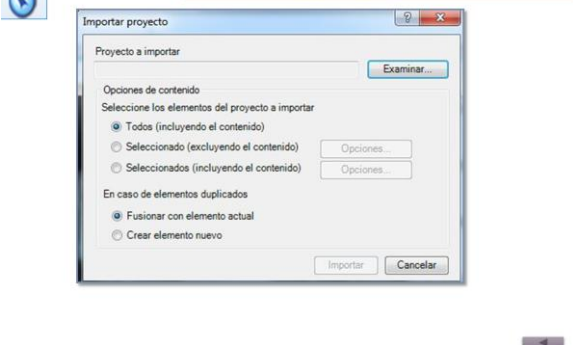 Importar proyecto
Proyecto a importar
Examinar...
Opciones de contenido
Seleccione los elementos del proyecto a importar
Todos (incluyendo el contenido)
Seleccionado (excluyendo el contenido) Opciones...
Seleccionados (incluyendo el contenido) Opciones...
En caso de elementos duplicados
Fusionar con elemento actual
Crear elemento nuevo
Importar Cancelar